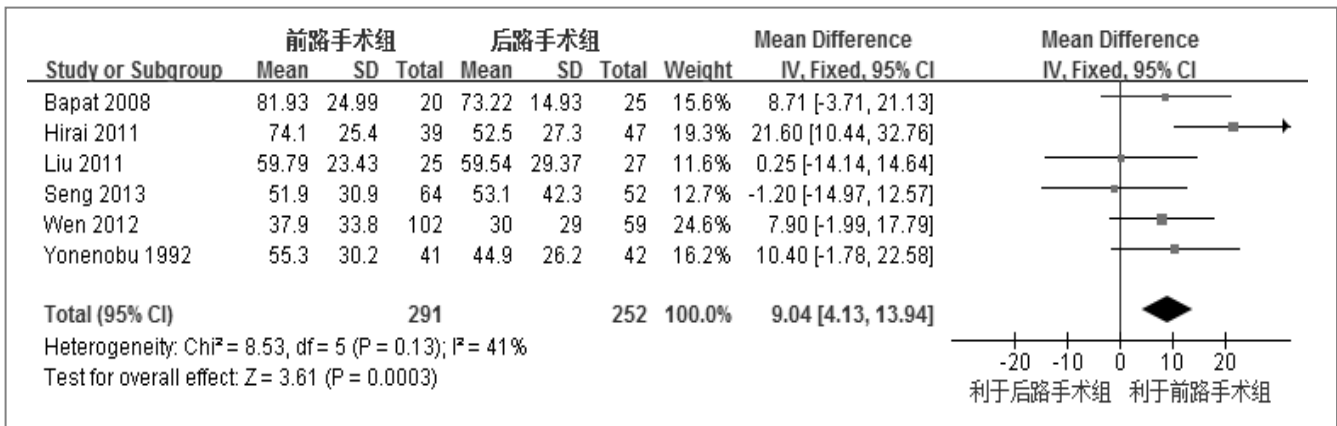 前路手术组 后路手术组 Mean Difference Mean Difference
Study or Subgroup Mean SD Total Mean SD Total Weight IV, Fixed, 95% CI IV, Fixed, 95% CI
Bapat 2008 81.93 24.99 20 73.22 14.93 25 15.6% 8.71 [-3.71, 21.13]
Hirai 2011 74.1 25.4 39 52.5 27.3 47 19.3% 21.60 [10.44, 32.76]
Liu 2011 59.79 23.43 25 59.54 29.37 27 11.6% 0.25 [-14.14, 14.64]
Seng 2013 51.9 30.9 64 53.1 42.3 52 12.7% -1.20 [-14.97, 12.57]
Wen 2012 37.9 33.8 102 30 29 59 24.6% 7.90 [-1.99, 17.79]
Yonenobu 1992 55.3 30.2 41 44.9 26.2 42 16.2% 10.40 [-1.78, 22.58]
Total (95% CI) 291 252 100.0% 9.04 [4.13, 13.94]
Heterogeneity: Chi² = 8.53, df = 5 (P = 0.13); I² = 41%
Test for overall effect: Z = 3.61 (P = 0.0003)
-20 -10 0 10 20
利于后路手术组 利于前路手术组